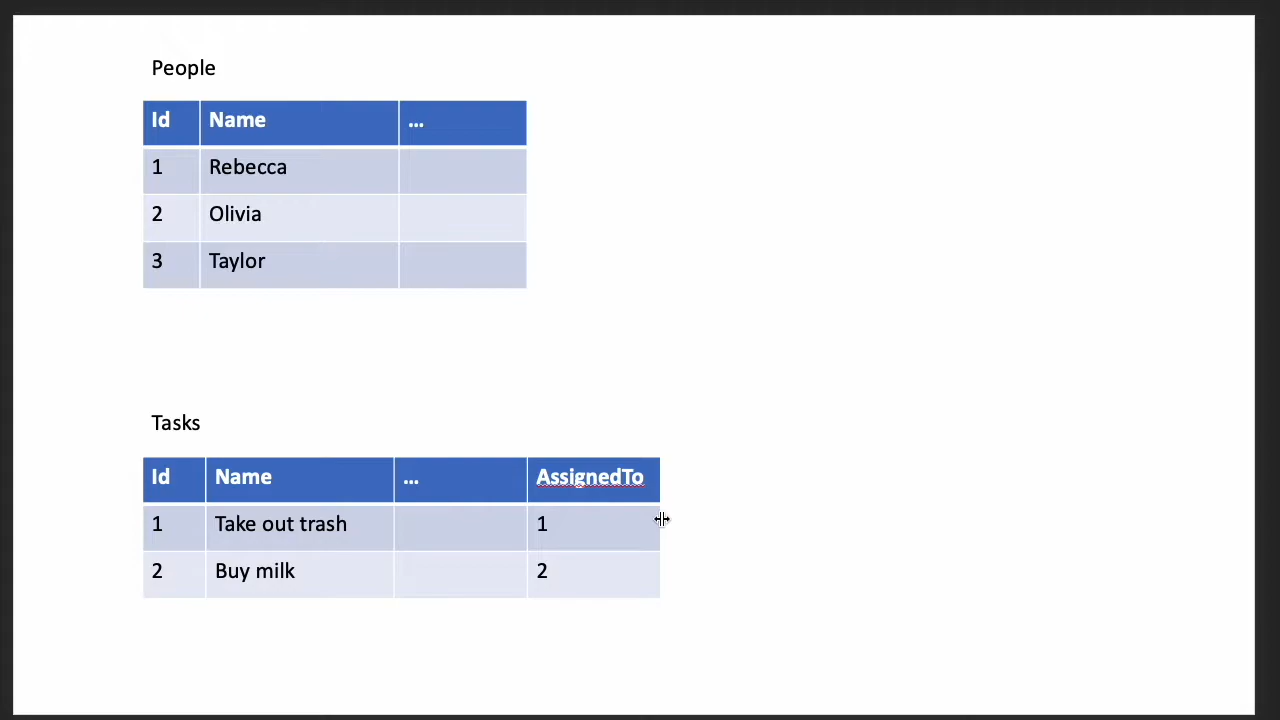 People
Id Name ...
1 Rebecca
2 Olivia
3 Taylor
Tasks
Id Name ... AssignedTo
1 Take out trash 1
2 Buy milk 2